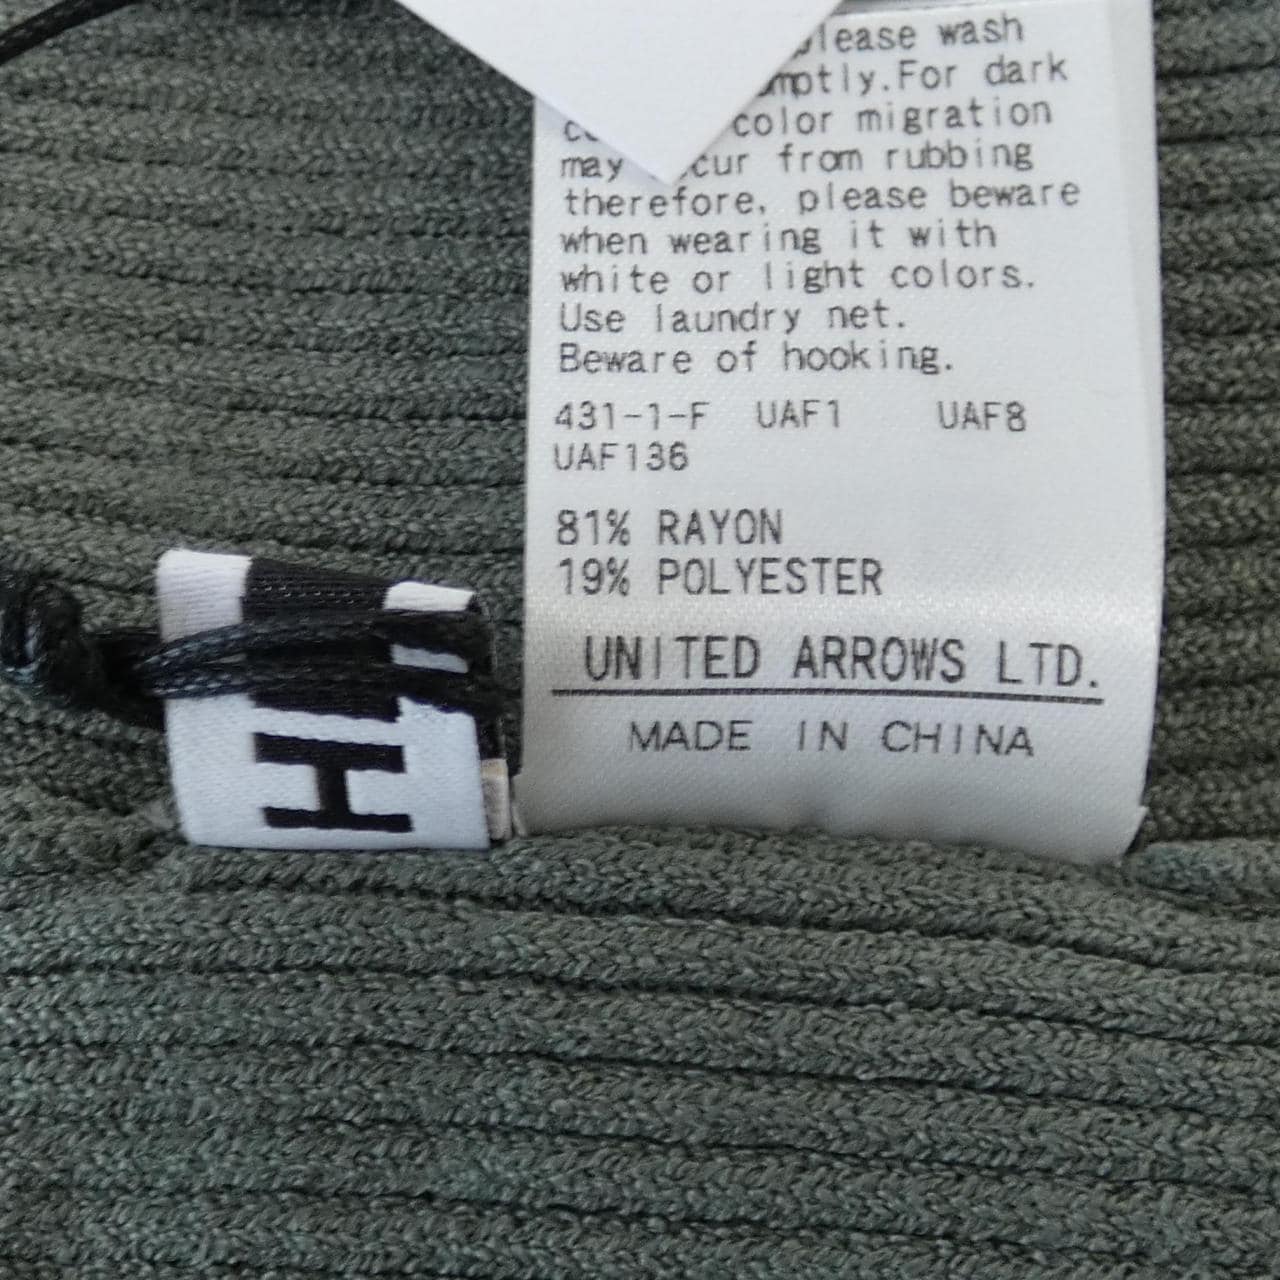 please wash
For dark
color migration
may occur from rubbing
therefore, please beware
when wearing it with
white or light colors.
Use laundry net.
Beware of hooking.
431-1-F UAF1 UAF8
UAF136
81% RAYON
19% POLYESTER
UNITED ARROWS LTD.
MADE IN CHINA
H